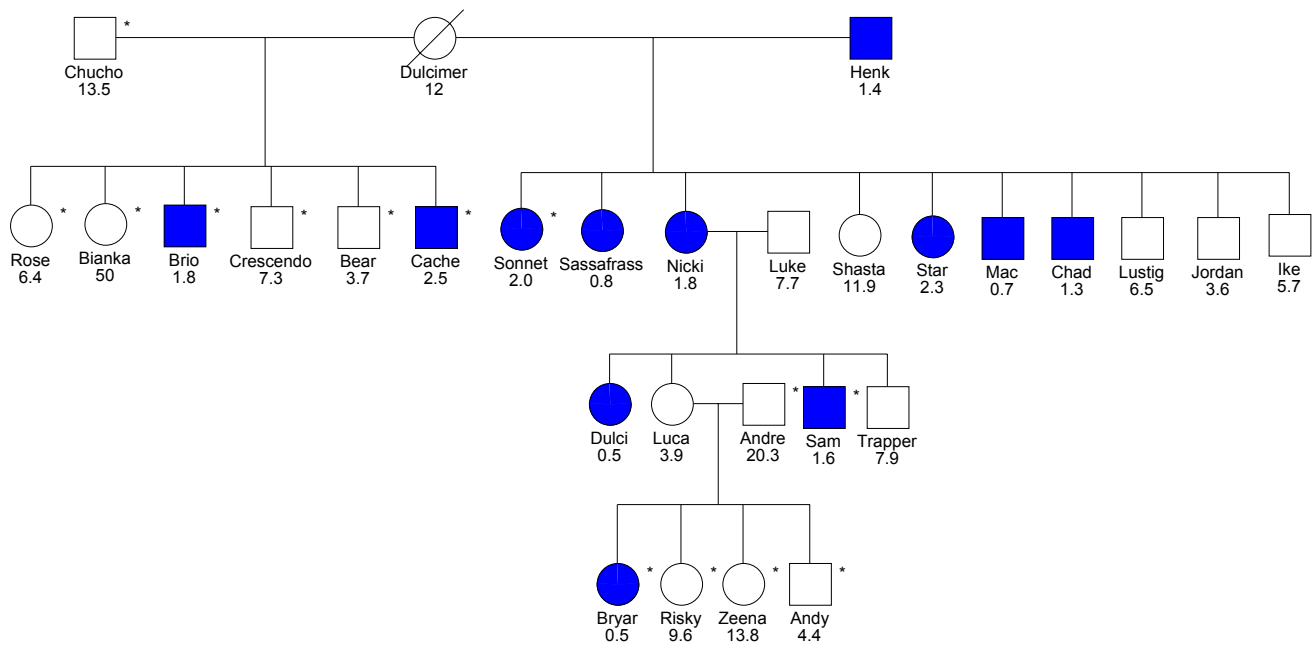 *
Chucho
13.5
Dulcimer
12
Henk
1.4
* * * * * * *
Rose
6.4
Bianka
50
Brio
1.8
Crescendo
7.3
Bear
3.7
Cache
2.5
Sonnet
2.0
Sassafrass
0.8
Nicki
1.8
Luke
7.7
Shasta
11.9
Star
2.3
Mac
0.7
Chad
1.3
Lustig
6.5
Jordan
3.6
Ike
5.7
* *
Dulci
0.5
Luca
3.9
Andre
20.3
Sam
1.6
Trapper
7.9
* * * *
Bryar
0.5
Risky
9.6
Zeena
13.8
Andy
4.4